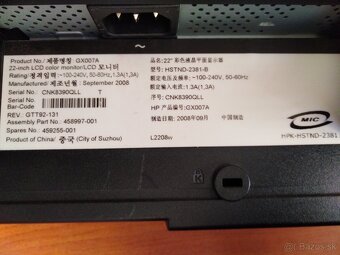 Product No./제품명칭: GX007A
22-inch LCD color monitor/LCD 모니터
Rating/정격입력: ~100-240V, 50-60Hz, 1.3A(1.3A)
Manufactured/제조년월: September 2008
Serial No: CNK8390QLL T
Serial No
Bar-Code
REV: GTT92-131
Assembly Part No: 458997-001
Spares No: 459255-001
Product of/中国 (City of Suzhou)
品名: 22" 彩色液晶平面显示器
型号: HSTND-2381-B
额定电压/频率: ~100-240V, 50/60Hz
额定输入电流: 1.3A(1.3A)
序列号: CNK8390QLL
HP 产品编号: GX007A
制造日期: 2008年09月
中国制造
L2208w
MIC
HPK-HSTND-2381
bazos.sk